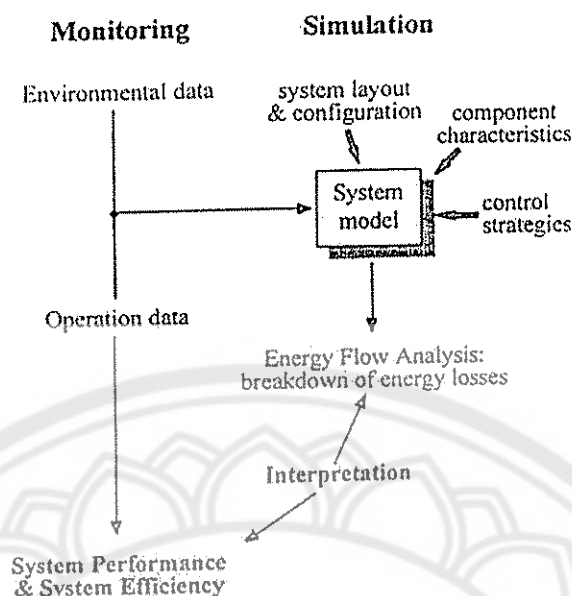 Monitoring
Simulation
Environmental data
system layout
& configuration
component
characteristics
System
model
control
strategies
Operation data
Energy Flow Analysis:
breakdown of energy losses
Interpretation
System Performance
& System Efficiency